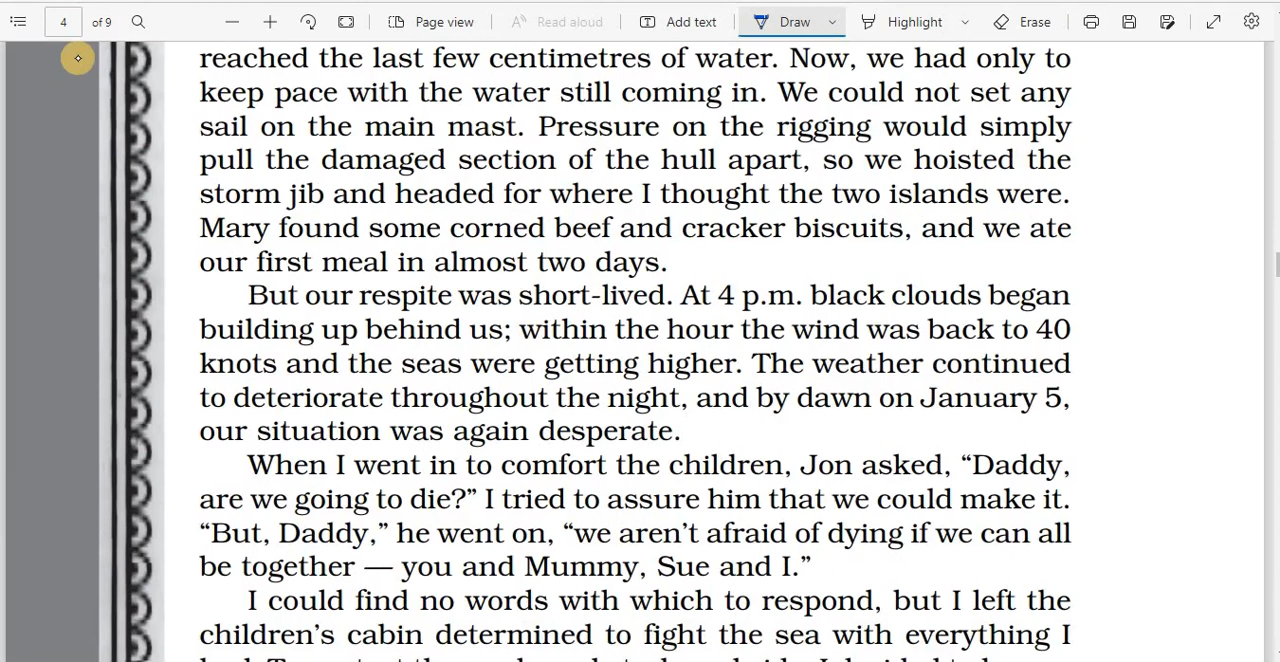 4 of 9 Page view Read aloud Add text Draw Highlight Erase
reached the last few centimetres of water. Now, we had only to
keep pace with the water still coming in. We could not set any
sail on the main mast. Pressure on the rigging would simply
pull the damaged section of the hull apart, so we hoisted the
storm jib and headed for where I thought the two islands were.
Mary found some corned beef and cracker biscuits, and we ate
our first meal in almost two days.
But our respite was short-lived. At 4 p.m. black clouds began
building up behind us; within the hour the wind was back to 40
knots and the seas were getting higher. The weather continued
to deteriorate throughout the night, and by dawn on January 5,
our situation was again desperate.
When I went in to comfort the children, Jon asked, “Daddy,
are we going to die?” I tried to assure him that we could make it.
“But, Daddy,” he went on, “we aren’t afraid of dying if we can all
be together — you and Mummy, Sue and I.”
I could find no words with which to respond, but I left the
children’s cabin determined to fight the sea with everything I